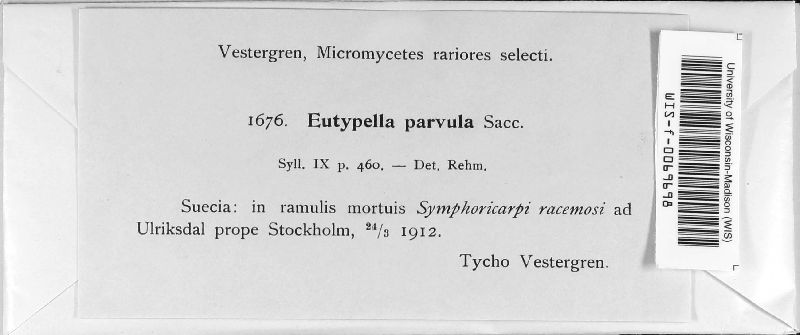 Vestergren, Micromycetes rariores selecti.
1676. Eutypella parvula Sacc.
Syll. IX p. 460. — Det. Rehm.
Suecia: in ramulis mortuis Symphoricarpi racemosi ad
Ulriksdal prope Stockholm, 24/3 1912.
Tycho Vestergren.
University of Wisconsin-Madison (WIS)
WIS-f-0069698